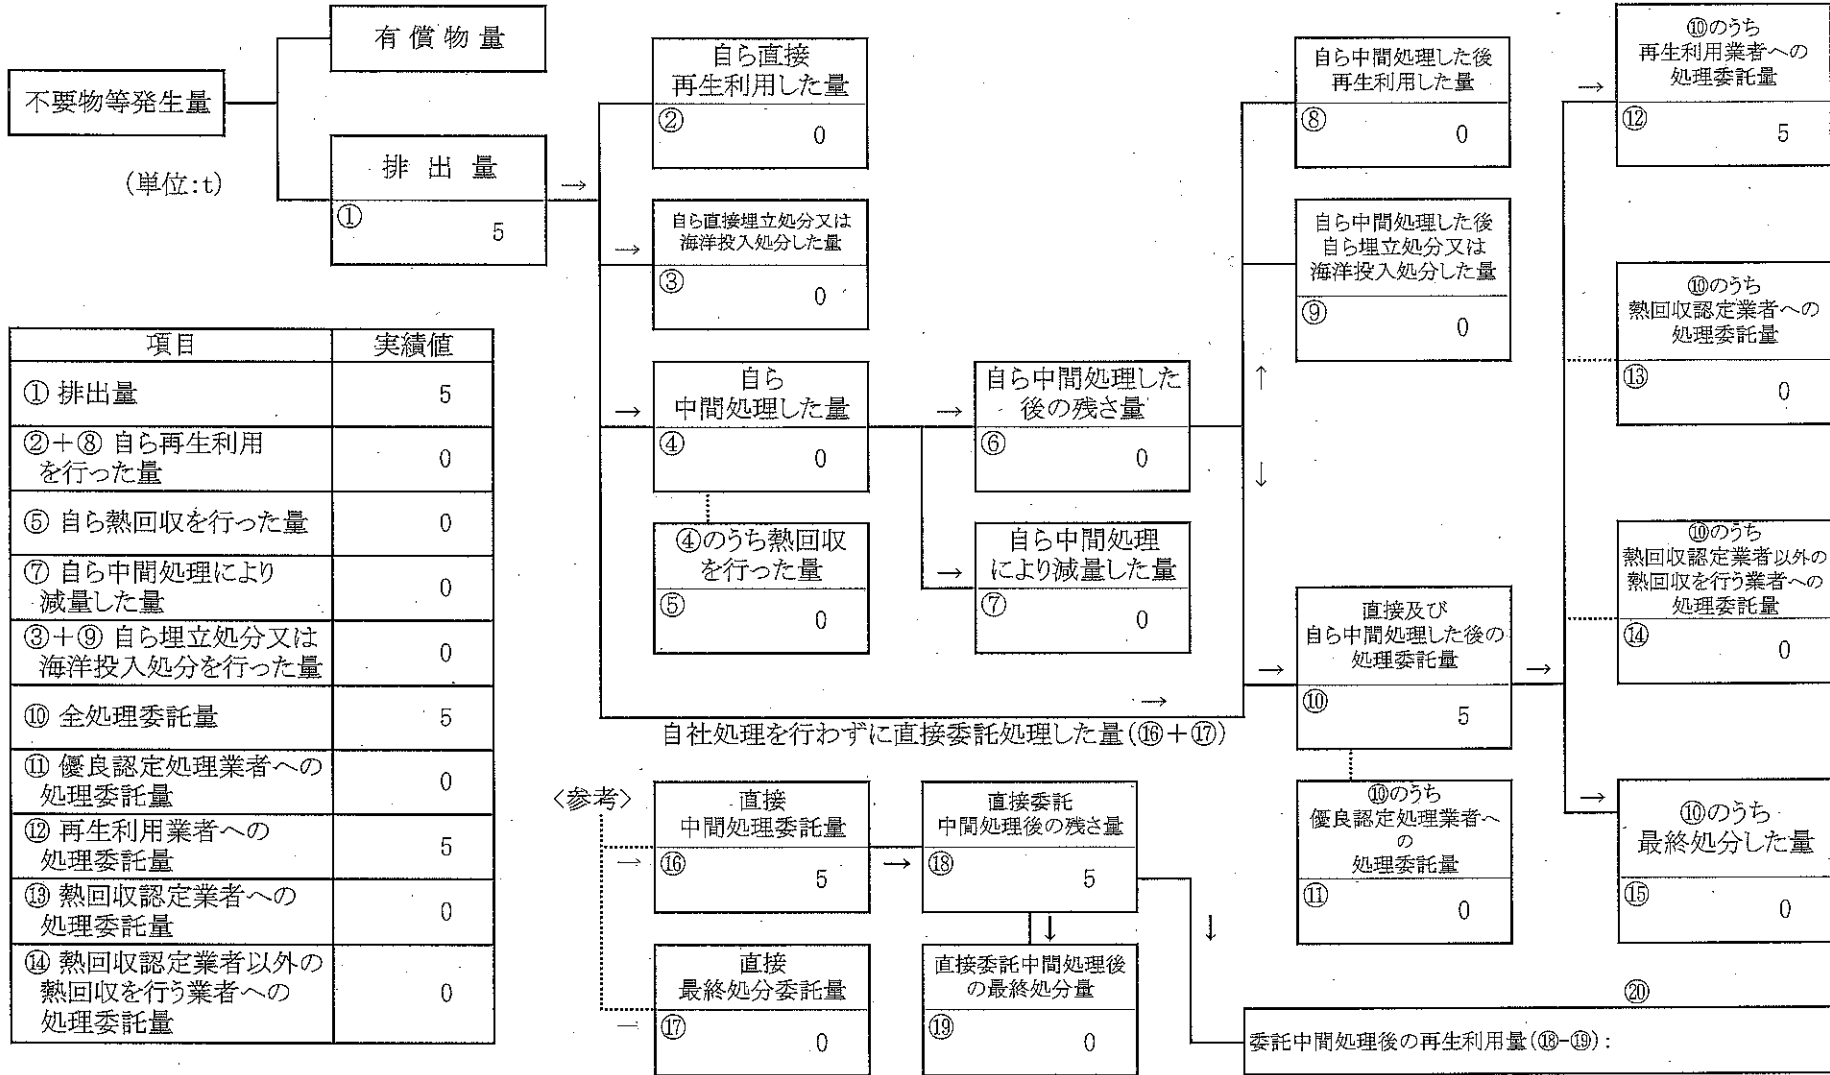 不要物等発生量
(単位:t)
有償物量
排出量
①
5
自ら直接
再生利用した量
②
0
自ら直接埋立処分又は
海洋投入処分した量
③
0
自ら
中間処理した量
④
0
④のうち熱回収
を行った量
⑤
0
自ら中間処理した
後の残さ量
⑥
0
自ら中間処理
により減量した量
⑦
0
自ら中間処理した後
再生利用した量
⑧
0
自ら中間処理した後
自ら埋立処分又は
海洋投入処分した量
⑨
0
直接及び
自ら中間処理した後の
処理委託量
⑩
5
⑩のうち
優良認定処理業者へ
の
処理委託量
⑪
0
⑩のうち
再生利用業者への
処理委託量
⑫
5
⑩のうち
熱回収認定業者への
処理委託量
⑬
0
⑩のうち
熱回収認定業者以外の
熱回収を行う業者への
処理委託量
⑭
0
⑩のうち
最終処分した量
⑮
0
自社処理を行わずに直接委託処理した量(⑯+⑰)
〈参考〉
直接
中間処理委託量
⑯
5
直接
最終処分委託量
⑰
0
直接委託
中間処理後の残さ量
⑱
5
直接委託中間処理後
の最終処分量
⑲
0
⑳
委託中間処理後の再生利用量(⑱-⑲):
項目 実績値
① 排出量 5
②+⑧ 自ら再生利用
を行った量 0
⑤ 自ら熱回収を行った量 0
⑦ 自ら中間処理により
減量した量 0
③+⑨ 自ら埋立処分又は
海洋投入処分を行った量 0
⑩ 全処理委託量 5
⑪ 優良認定処理業者への
処理委託量 0
⑫ 再生利用業者への
処理委託量 5
⑬ 熱回収認定業者への
処理委託量 0
⑭ 熱回収認定業者以外の
熱回収を行う業者への
処理委託量 0